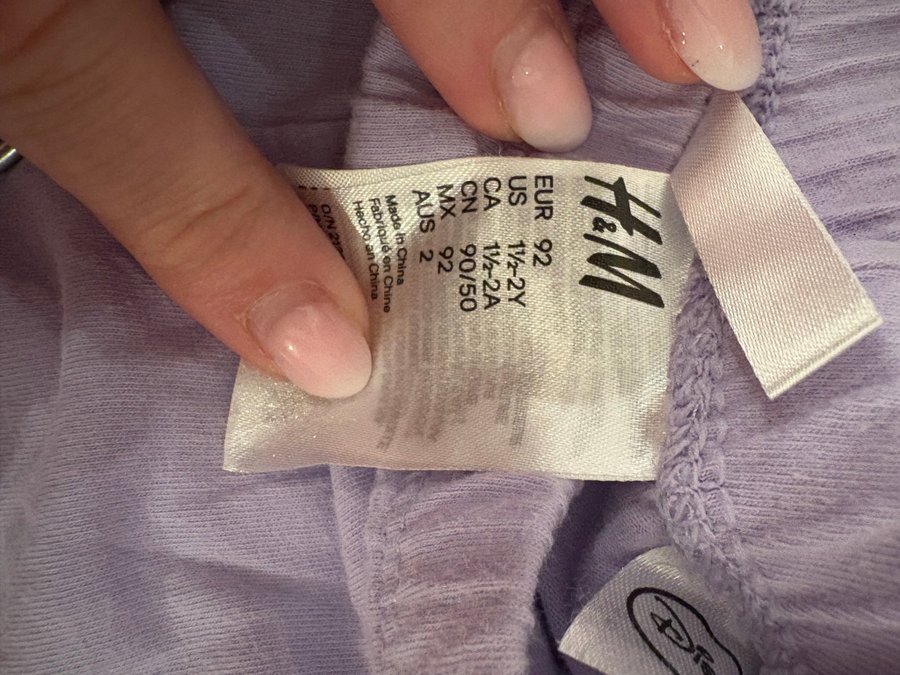 H&M
EUR 92
US 1½-2Y
CA 1½-2A
CN 90/50
MX 92
AUS 2
Made in China
Fabriqué en Chine
Hecho en China